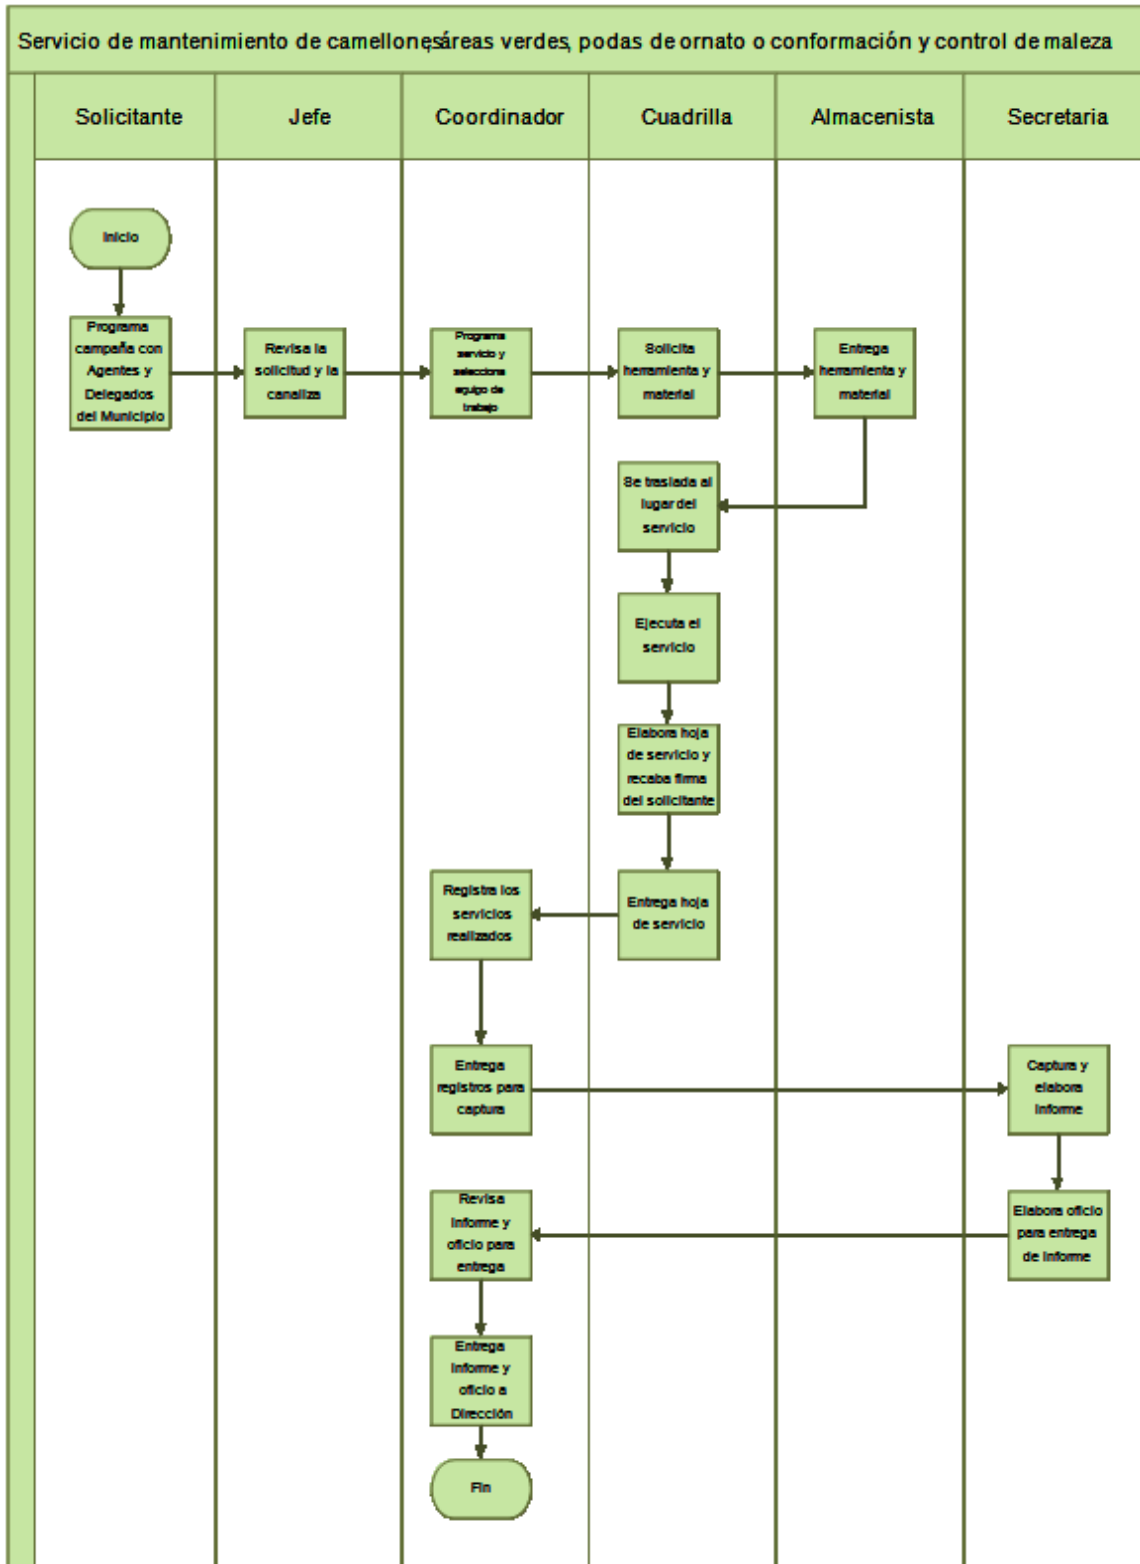 Servicio de mantenimiento de camellones,áreas verdes, podas de ornato o conformación y control de maleza
Solicitante
Jefe
Coordinador
Cuadrilla
Almacenista
Secretaria
Inicio
Programa
campaña con
Agentes y
Delegados
del Municipio
Revisa la
solicitud y la
canaliza
Programa
servicio y
selecciona
equipo de
trabajo
Solicita
herramienta y
material
Entrega
herramienta y
material
Se traslada al
lugar del
servicio
Ejecuta el
servicio
Elabora hoja
de servicio y
recaba firma
del solicitante
Entrega hoja
de servicio
Registra los
servicios
realizados
Entrega
registros para
captura
Captura y
elabora
informe
Elabora oficio
para entrega
de informe
Revisa
informe y
oficio para
entrega
Entrega
informe y
oficio a
Dirección
Fin